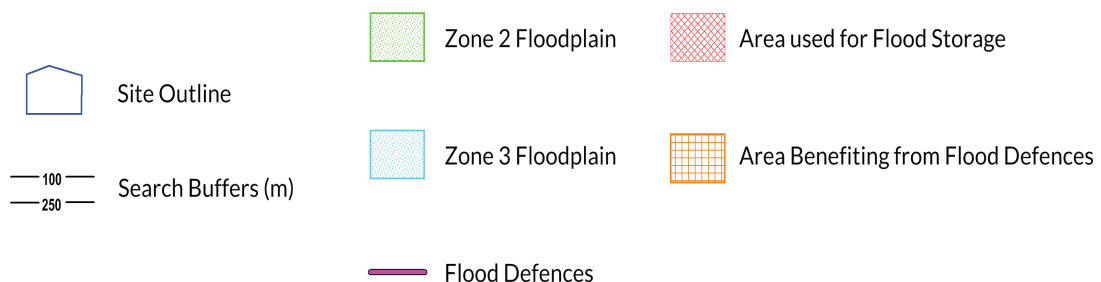 Site Outline
100
250
Search Buffers (m)
Zone 2 Floodplain
Zone 3 Floodplain
Flood Defences
Area used for Flood Storage
Area Benefiting from Flood Defences